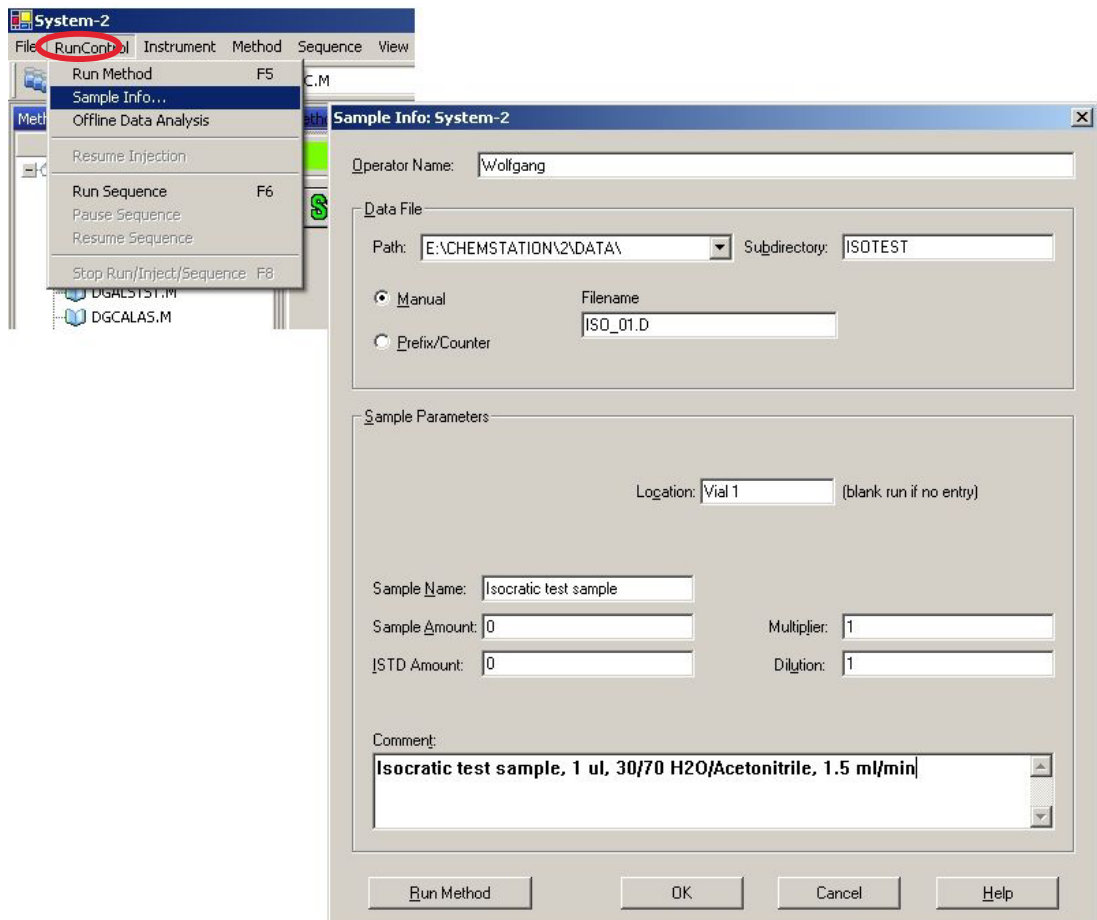 System-2
File RunControl Instrument Method Sequence View
Run Method F5
Sample Info...
Offline Data Analysis
Resume Injection
Run Sequence F6
Pause Sequence
Resume Sequence
Stop Run/Inject/Sequence F8
C.M
Meth
DGALSTST.M
DGCALAS.M
S
Sample Info: System-2
Operator Name: Wolfgang
Data File
Path: E:\CHEMSTATION\2\DATA\ Subdirectory: ISOTEST
Manual Filename
ISO_01.D
Prefix/Counter
Sample Parameters
Location: Vial 1 (blank run if no entry)
Sample Name: Isocratic test sample
Sample Amount: 0 Multiplier: 1
ISTD Amount: 0 Dilution: 1
Comment:
Isocratic test sample, 1 ul, 30/70 H2O/Acetonitrile, 1.5 ml/min
Run Method OK Cancel Help